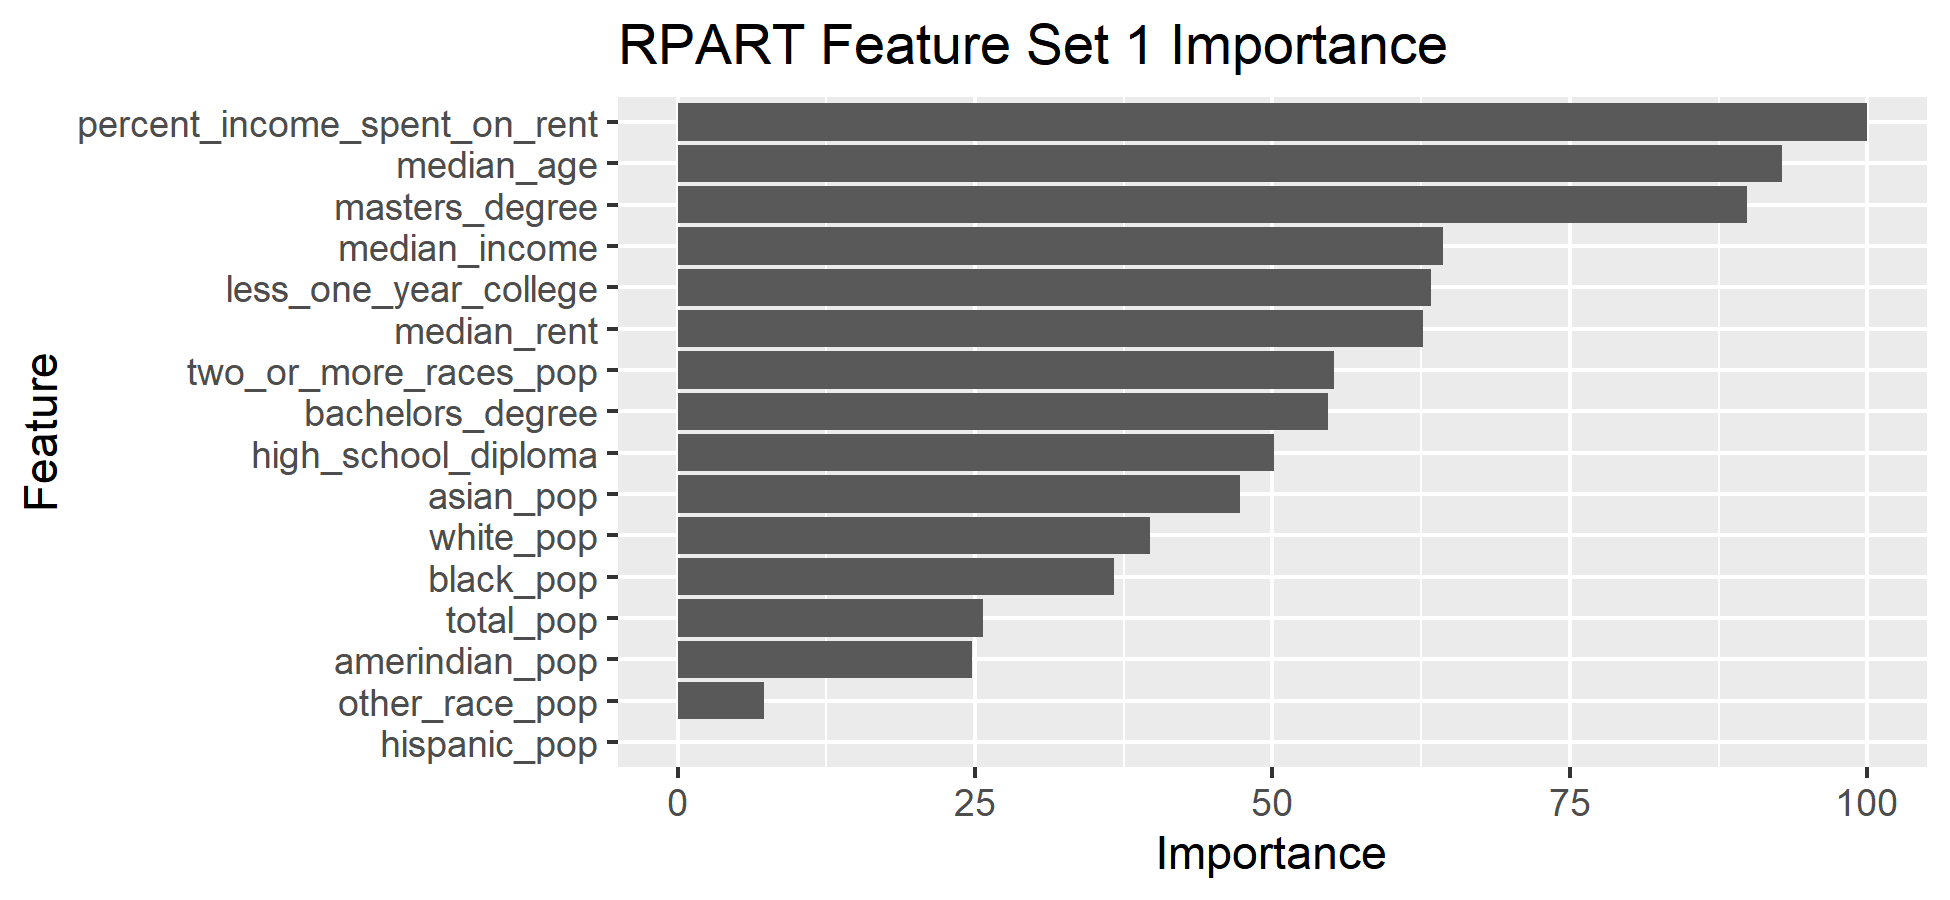 RPART Feature Set 1 Importance
percent_income_spent_on_rent
median_age
masters_degree
median_income
less_one_year_college
median_rent
two_or_more_races_pop
bachelors_degree
high_school_diploma
asian_pop
white_pop
black_pop
total_pop
amerindian_pop
other_race_pop
hispanic_pop
Feature
0 25 50 75 100
Importance